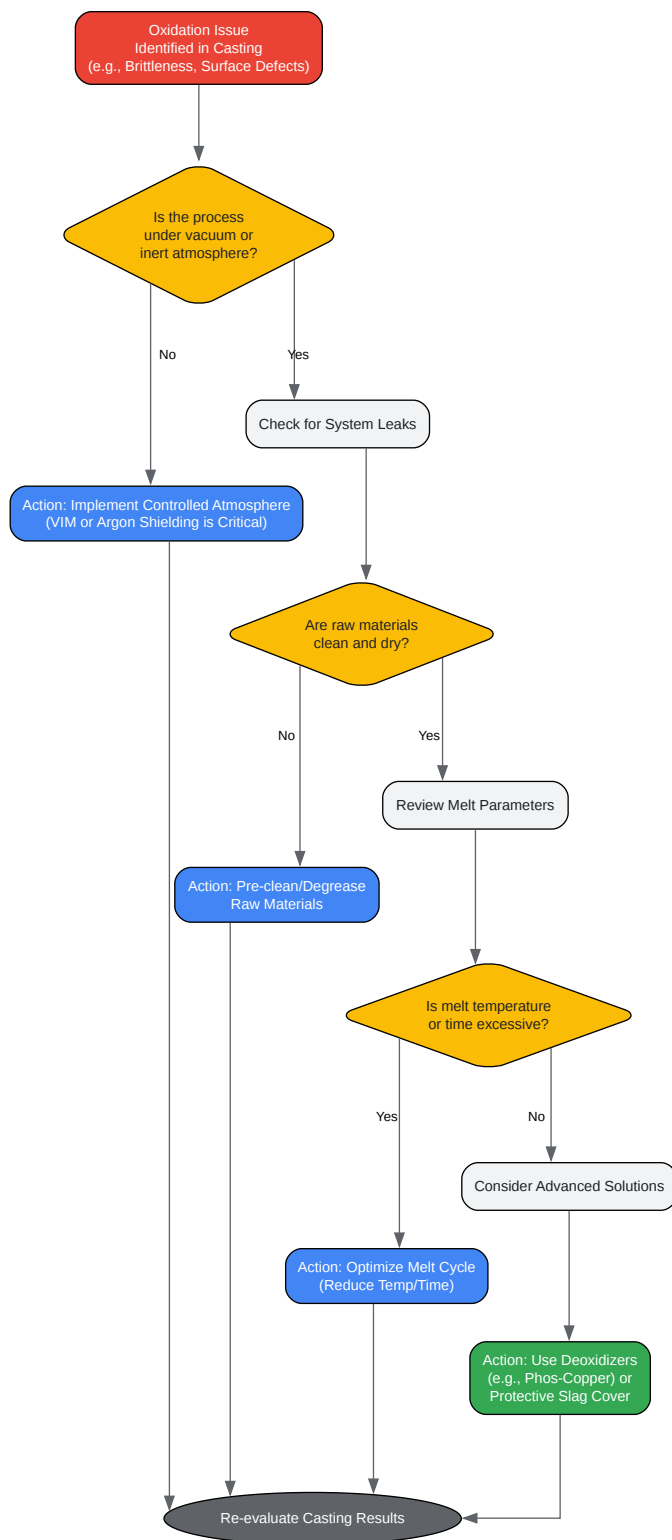 Oxidation Issue
Identified in Casting
(e.g., Brittleness, Surface Defects)
Is the process
under vacuum or
inert atmosphere?
No
Yes
Check for System Leaks
Action: Implement Controlled Atmosphere
(VIM or Argon Shielding is Critical)
Are raw materials
clean and dry?
No
Yes
Review Melt Parameters
Action: Pre-clean/Degrease
Raw Materials
Is melt temperature
or time excessive?
Yes
No
Consider Advanced Solutions
Action: Optimize Melt Cycle
(Reduce Temp/Time)
Action: Use Deoxidizers
(e.g., Phos-Copper) or
Protective Slag Cover
Re-evaluate Casting Results